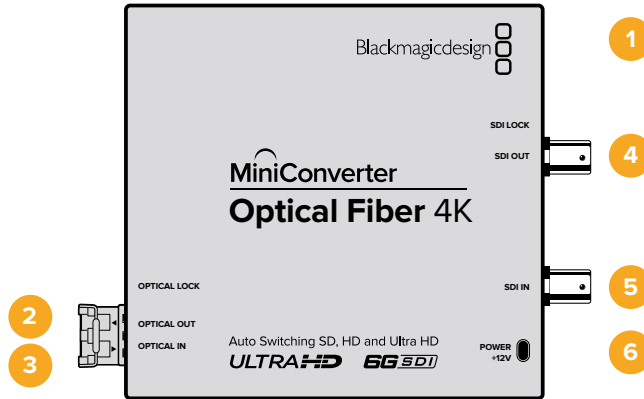 Blackmagicdesign
1
SDI LOCK
SDI OUT
4
MiniConverter
Optical Fiber 4K
OPTICAL LOCK
SDI IN
5
2
OPTICAL OUT
OPTICAL IN
3
Auto Switching SD, HD and Ultra HD
ULTRAHD 6G SDI
POWER
+12V
6